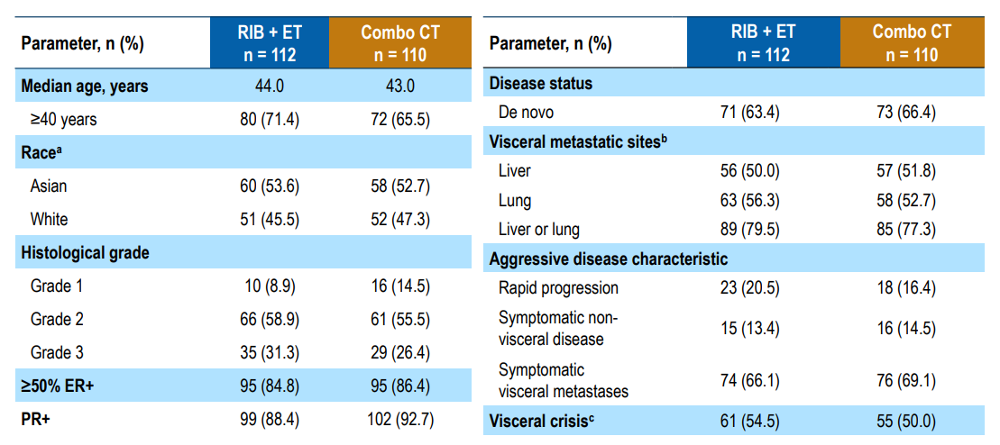 Parameter, n (%) RIB + ET n = 112 Combo CT n = 110
Median age, years 44.0 43.0
≥40 years 80 (71.4) 72 (65.5)
Raceᵃ
Asian 60 (53.6) 58 (52.7)
White 51 (45.5) 52 (47.3)
Histological grade
Grade 1 10 (8.9) 16 (14.5)
Grade 2 66 (58.9) 61 (55.5)
Grade 3 35 (31.3) 29 (26.4)
≥50% ER+ 95 (84.8) 95 (86.4)
PR+ 99 (88.4) 102 (92.7)
Parameter, n (%) RIB + ET n = 112 Combo CT n = 110
Disease status
De novo 71 (63.4) 73 (66.4)
Visceral metastatic sitesᵇ
Liver 56 (50.0) 57 (51.8)
Lung 63 (56.3) 58 (52.7)
Liver or lung 89 (79.5) 85 (77.3)
Aggressive disease characteristic
Rapid progression 23 (20.5) 18 (16.4)
Symptomatic non-
visceral disease 15 (13.4) 16 (14.5)
Symptomatic
visceral metastases 74 (66.1) 76 (69.1)
Visceral crisisᶜ 61 (54.5) 55 (50.0)